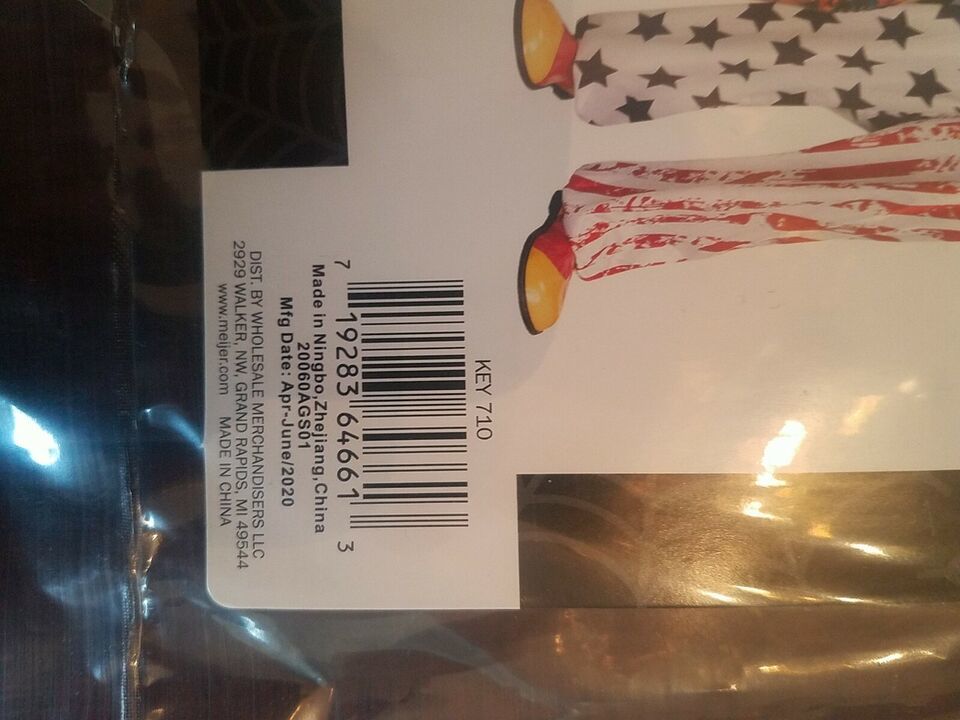 KEY 710
7 19283 64661 3
Made in Ningbo,Zhejiang,China
20060AGS01
Mfg Date: Apr-June/2020
DIST. BY WHOLESALE MERCHANDISERS LLC
2929 WALKER, NW, GRAND RAPIDS, MI 49544
www.meijer.com MADE IN CHINA